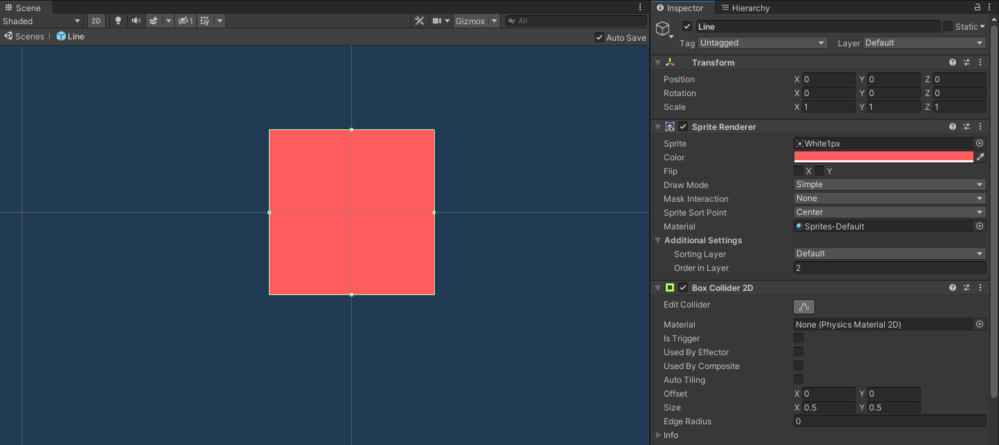 Scene
Shaded
2D
1
Gizmos
All
Scenes
Line
Auto Save
Inspector
Hierarchy
Line
Static
Tag Untagged Layer Default
Transform
Position X 0 Y 0 Z 0
Rotation X 0 Y 0 Z 0
Scale X 1 Y 1 Z 1
Sprite Renderer
Sprite White1px
Color
Flip X Y
Draw Mode Simple
Mask Interaction None
Sprite Sort Point Center
Material Sprites-Default
Additional Settings
Sorting Layer Default
Order in Layer 2
Box Collider 2D
Edit Collider
Material None (Physics Material 2D)
Is Trigger
Used By Effector
Used By Composite
Auto Tiling
Offset X 0 Y 0
Size X 0.5 Y 0.5
Edge Radius 0
Info